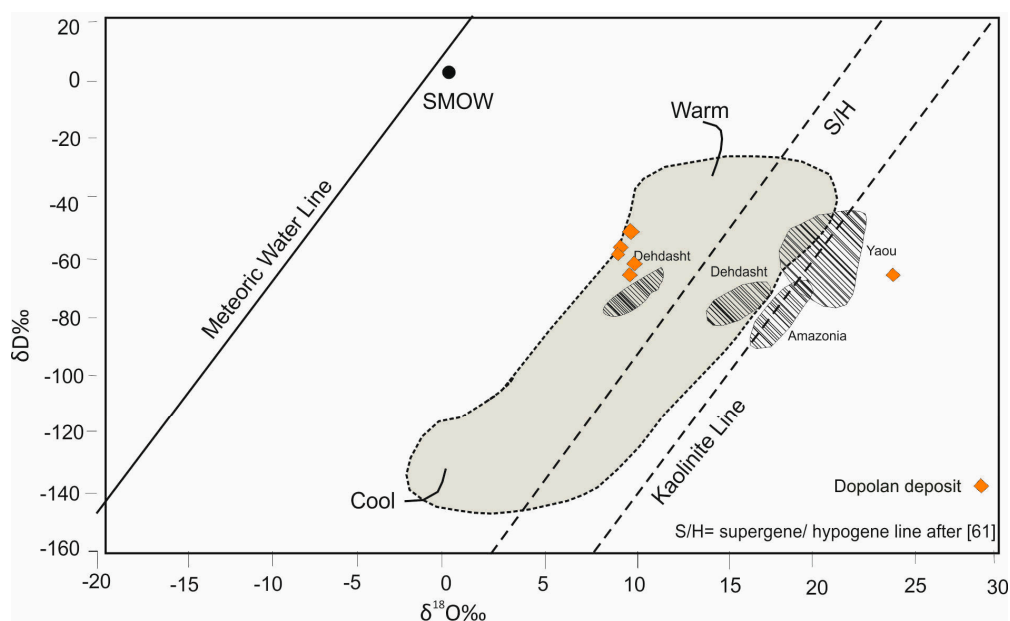 20
0
-20
-40
-60
-80
-100
-120
-140
-160
δD‰
Meteoric Water Line
SMOW
Warm
S/H
Dehdasht
Dehdasht
Yaou
Amazonia
Kaolinite Line
Cool
Dopolan deposit
S/H= supergene/ hypogene line after [61]
-20 -15 -10 -5 0 5 10 15 20 25 30
δ¹⁸O‰